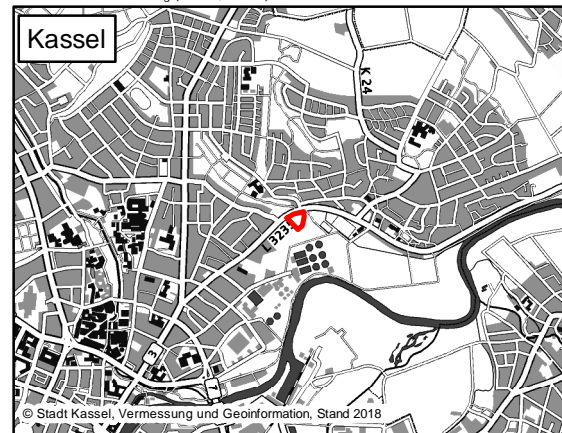 Kassel
K 24
L 323
3
7
© Stadt Kassel, Vermessung und Geoinformation, Stand 2018